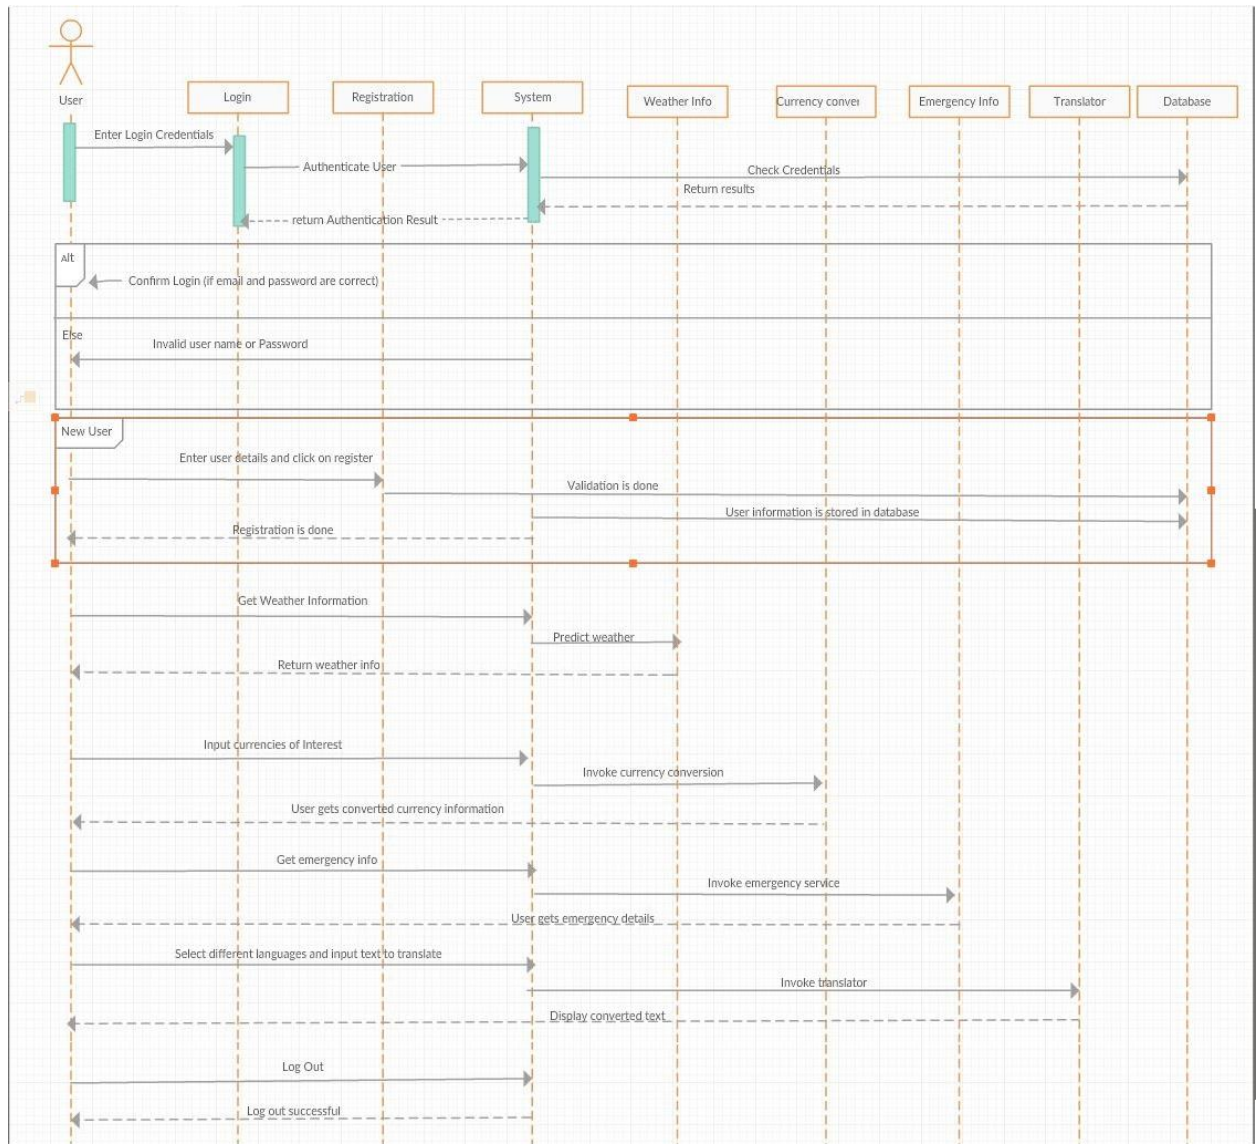 User
Login
Registration
System
Weather Info
Currency conver
Emergency Info
Translator
Database
Enter Login Credentials
Authenticate User
Check Credentials
Return results
return Authentication Result
Alt
Confirm Login (if email and password are correct)
Else
Invalid user name or Password
New User
Enter user details and click on register
Validation is done
User information is stored in database
Registration is done
Get Weather Information
Predict weather
Return weather info
Input currencies of Interest
Invoke currency conversion
User gets converted currency information
Get emergency info
Invoke emergency service
User gets emergency details
Select different languages and input text to translate
Invoke translator
Display converted text
Log Out
Log out successful